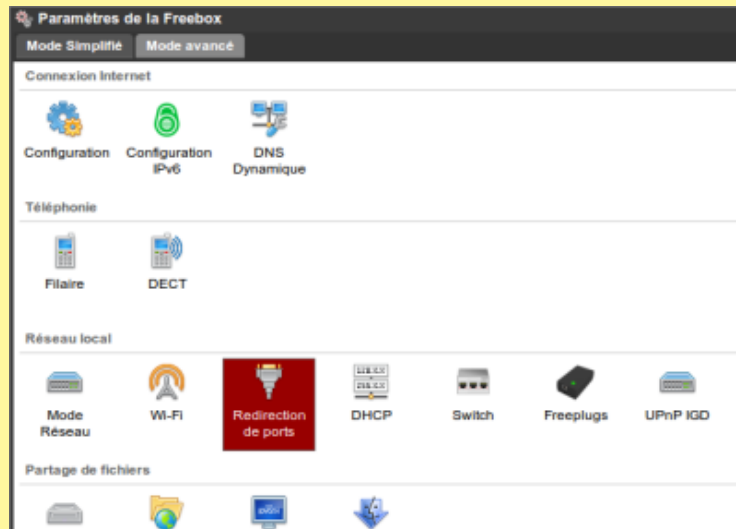 Paramètres de la Freebox
Mode Simplifié Mode avancé
Connexion Internet
Configuration Configuration IPv6 DNS Dynamique
Téléphonie
Filaire DECT
Réseau local
Mode Réseau Wi-Fi Redirection de ports DHCP Switch Freeplugs UPnP IGD
Partage de fichiers